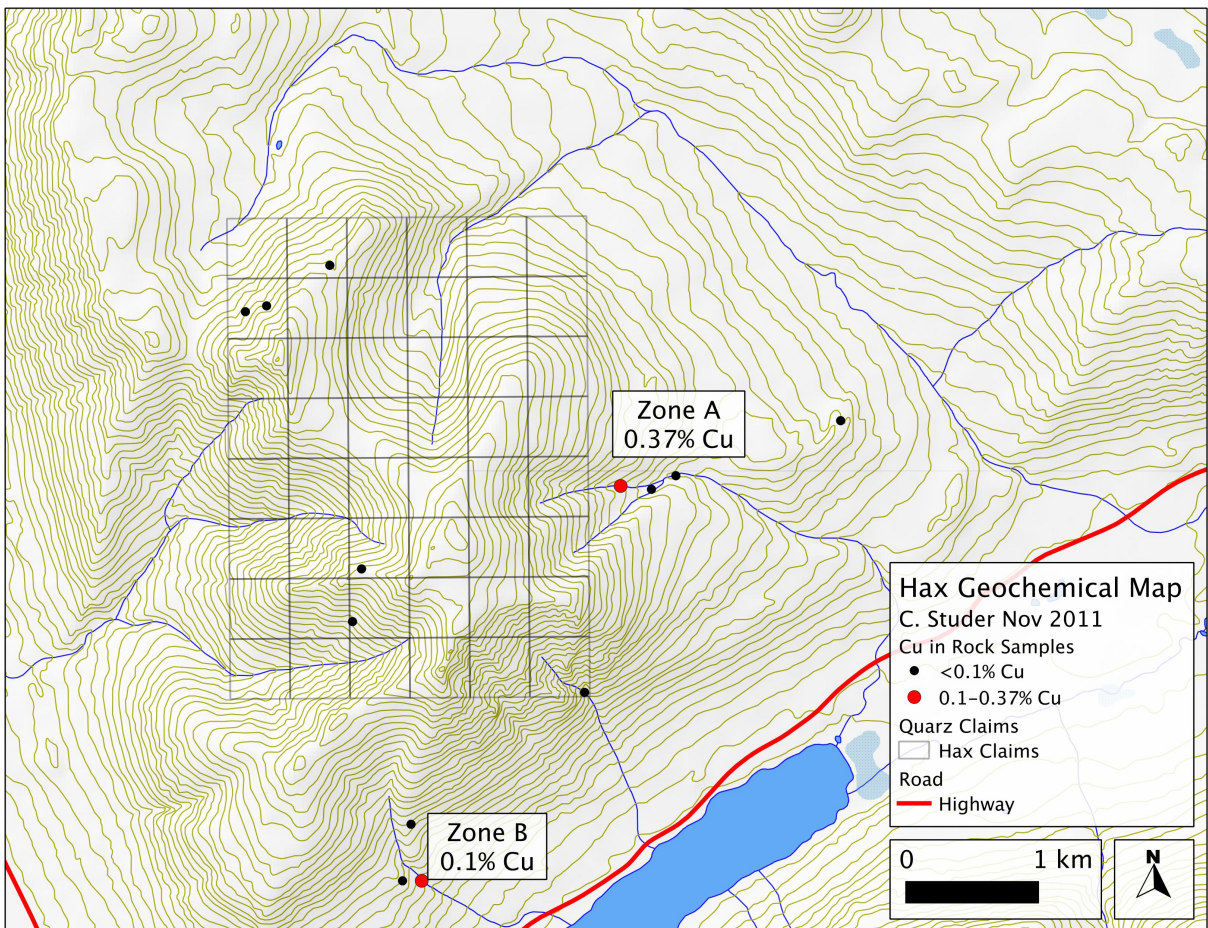 Zone A
0.37% Cu
Hax Geochemical Map
C. Studer Nov 2011
Cu in Rock Samples
<0.1% Cu
0.1–0.37% Cu
Quarz Claims
Hax Claims
Road
Highway
Zone B
0.1% Cu
0 1 km
N